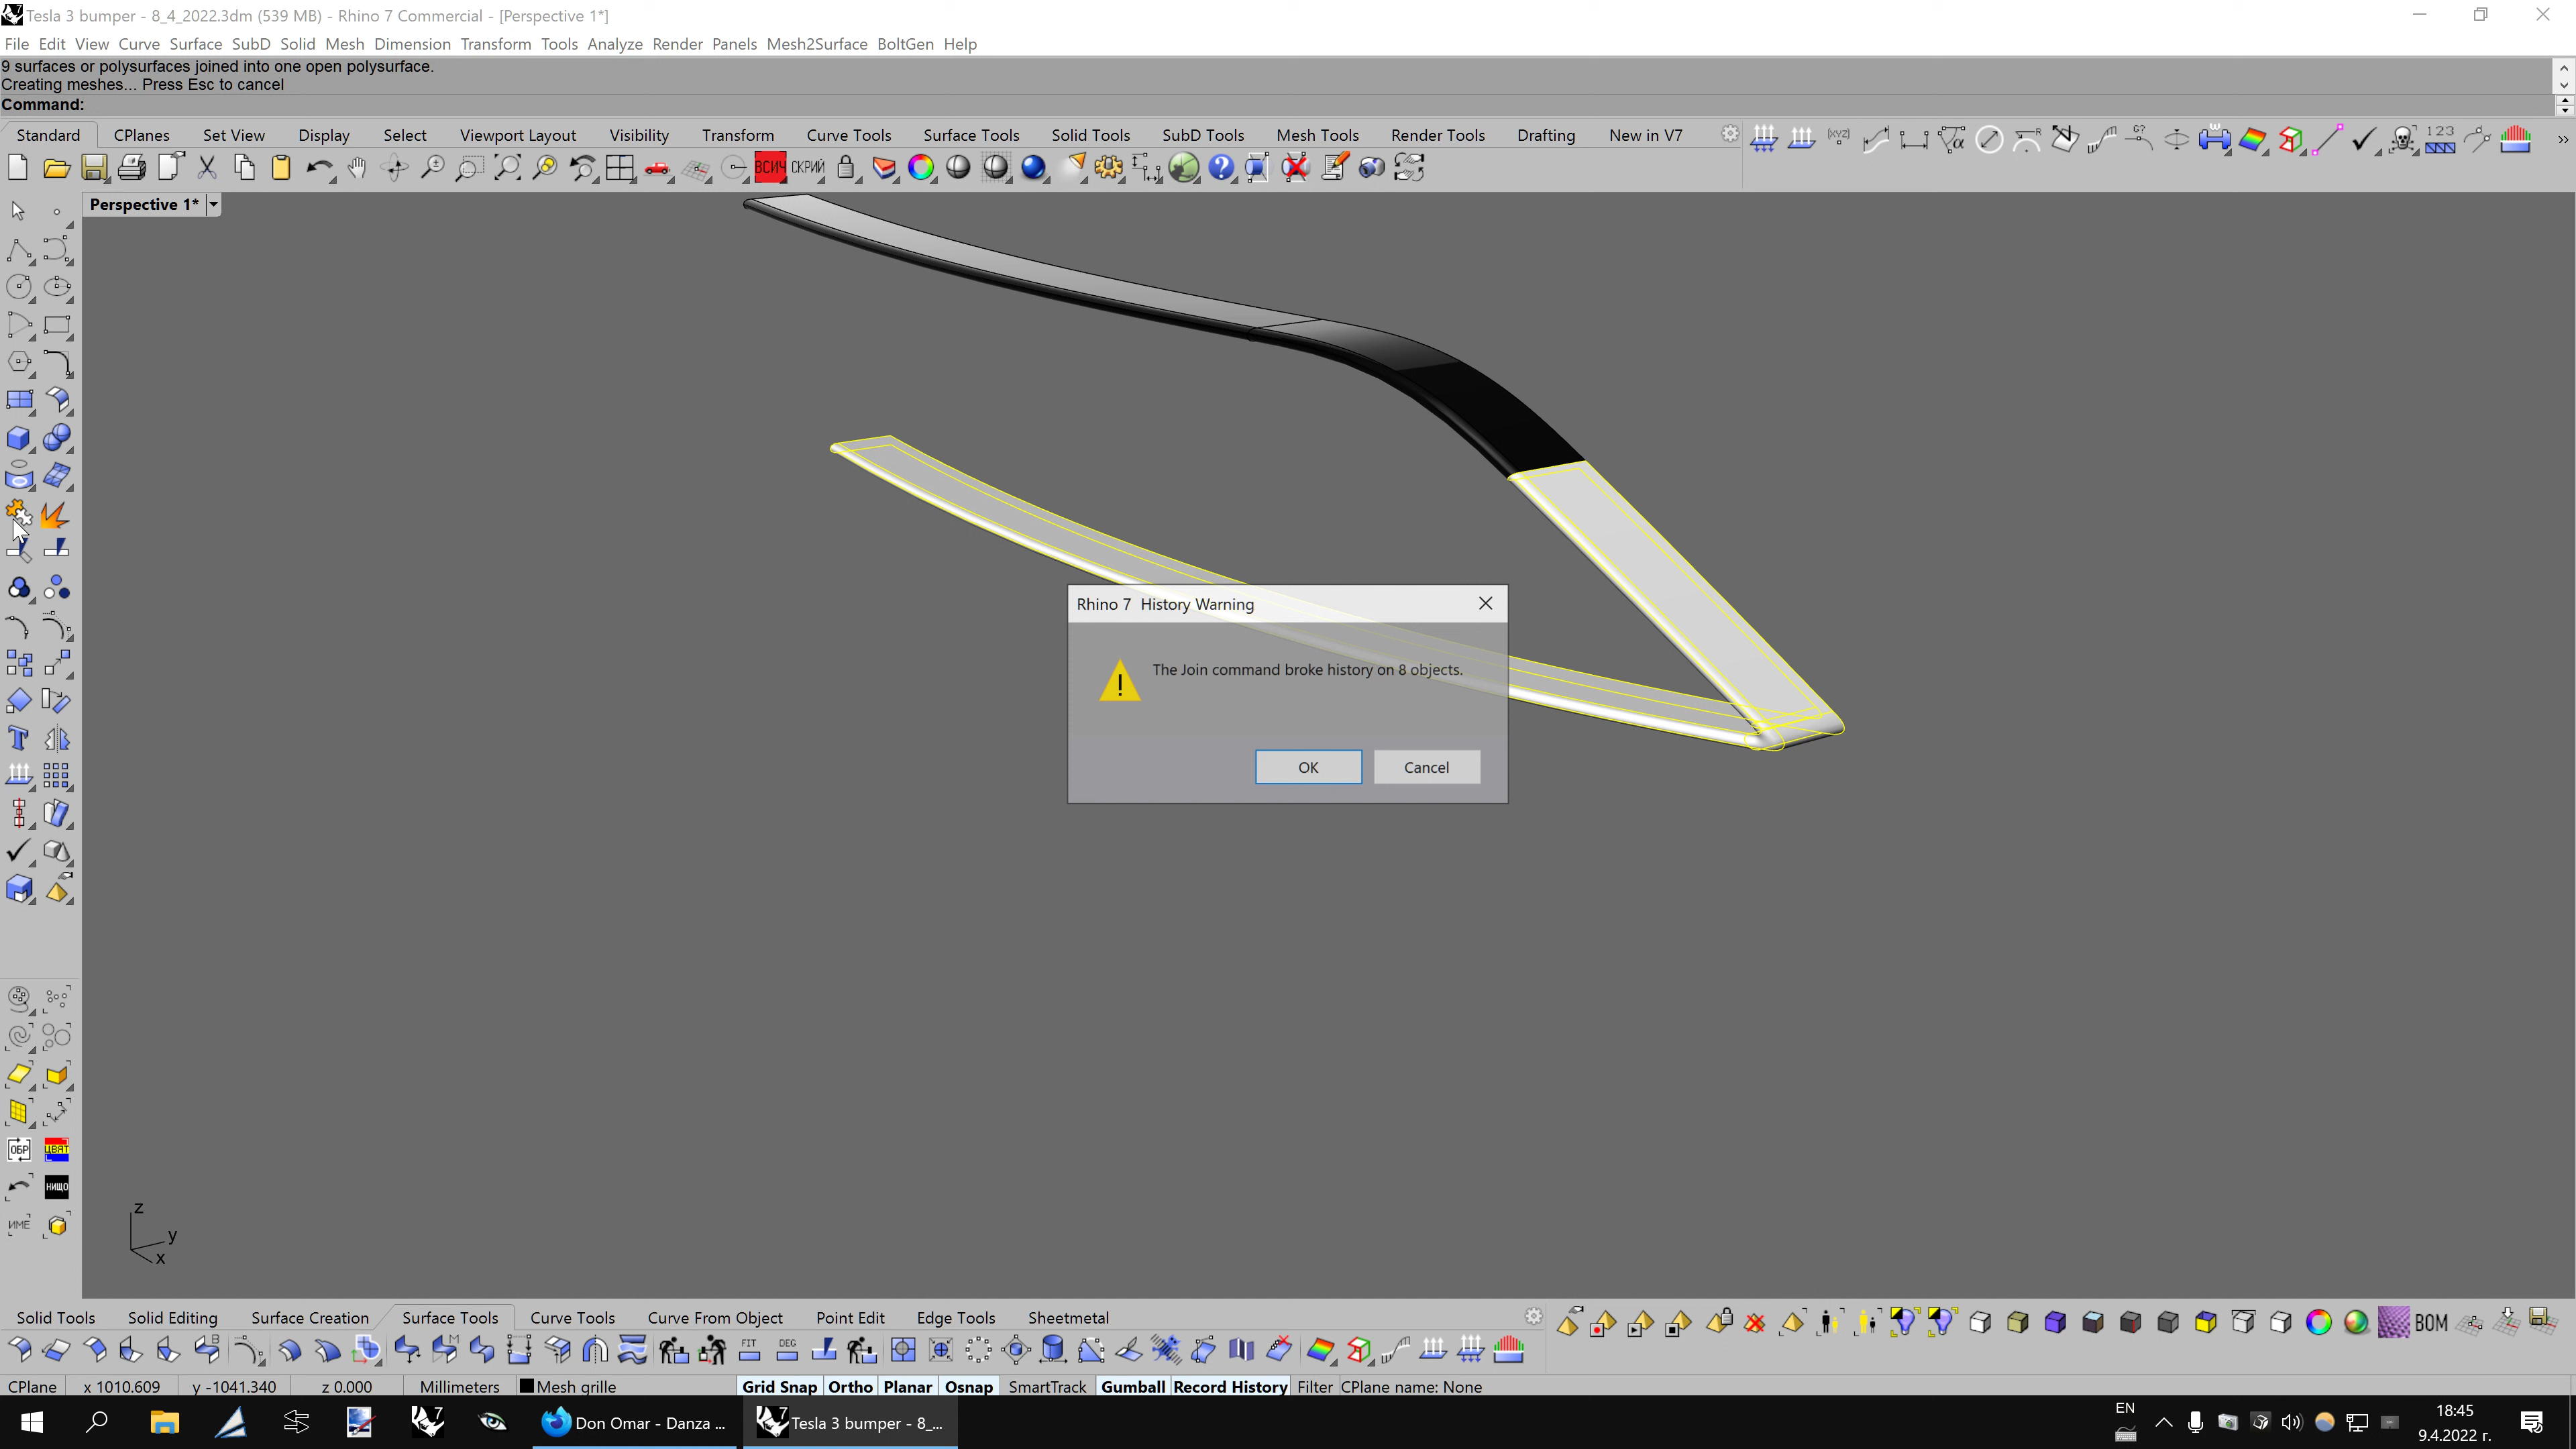 Tesla 3 bumper - 8_4_2022.3dm (539 MB) - Rhino 7 Commercial - [Perspective 1*]
File Edit View Curve Surface SubD Solid Mesh Dimension Transform Tools Analyze Render Panels Mesh2Surface BoltGen Help
9 surfaces or polysurfaces joined into one open polysurface.
Creating meshes... Press Esc to cancel
Command:
Standard CPlanes Set View Display Select Viewport Layout Visibility Transform Curve Tools Surface Tools Solid Tools SubD Tools Mesh Tools Render Tools Drafting New in V7
ВСИЧ СКРИЙ
Perspective 1*
Rhino 7 History Warning
The Join command broke history on 8 objects.
OK Cancel
ОБР ЦВЯТ
НИЩО
ИМЕ
z
y
x
Solid Tools Solid Editing Surface Creation Surface Tools Curve Tools Curve From Object Point Edit Edge Tools Sheetmetal
BOM
FIT DEG
CPlane x 1010.609 y -1041.340 z 0.000 Millimeters Mesh grille Grid Snap Ortho Planar Osnap SmartTrack Gumball Record History Filter CPlane name: None
Don Omar - Danza ... Tesla 3 bumper - 8_...
EN
18:45
9.4.2022 г.